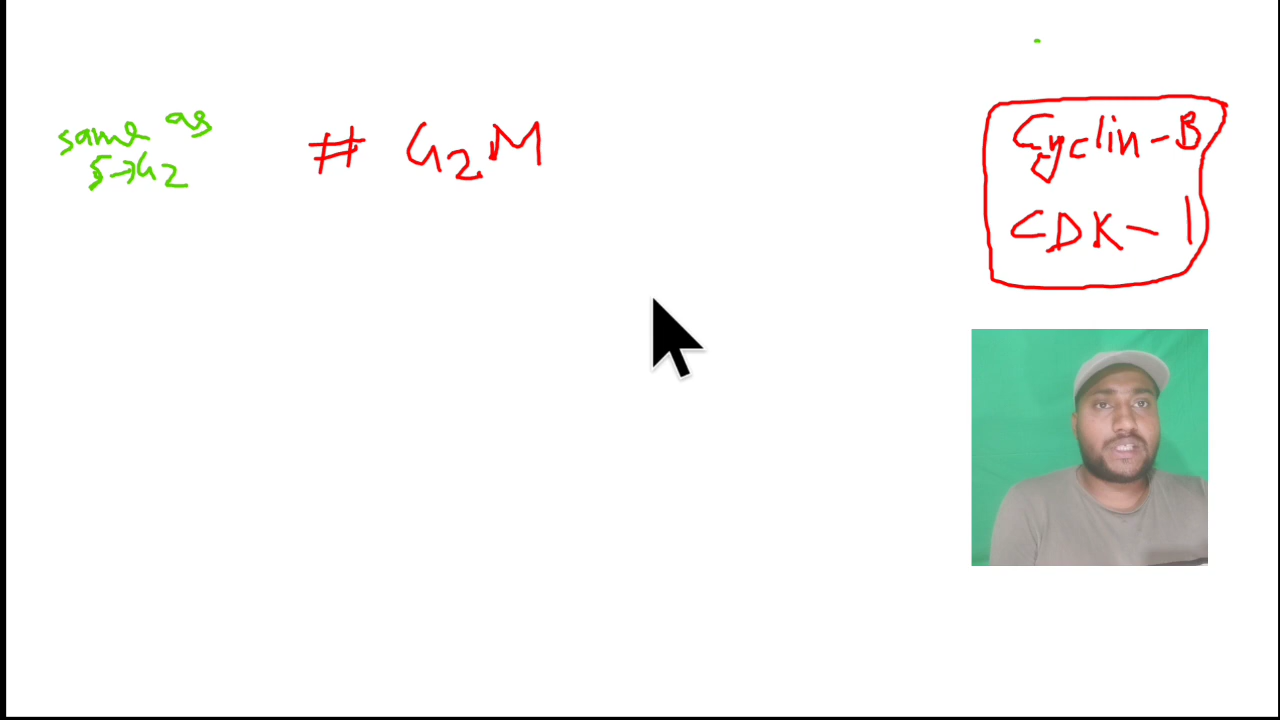 same as
S→G2
# G2M
Cyclin-B
CDK-1